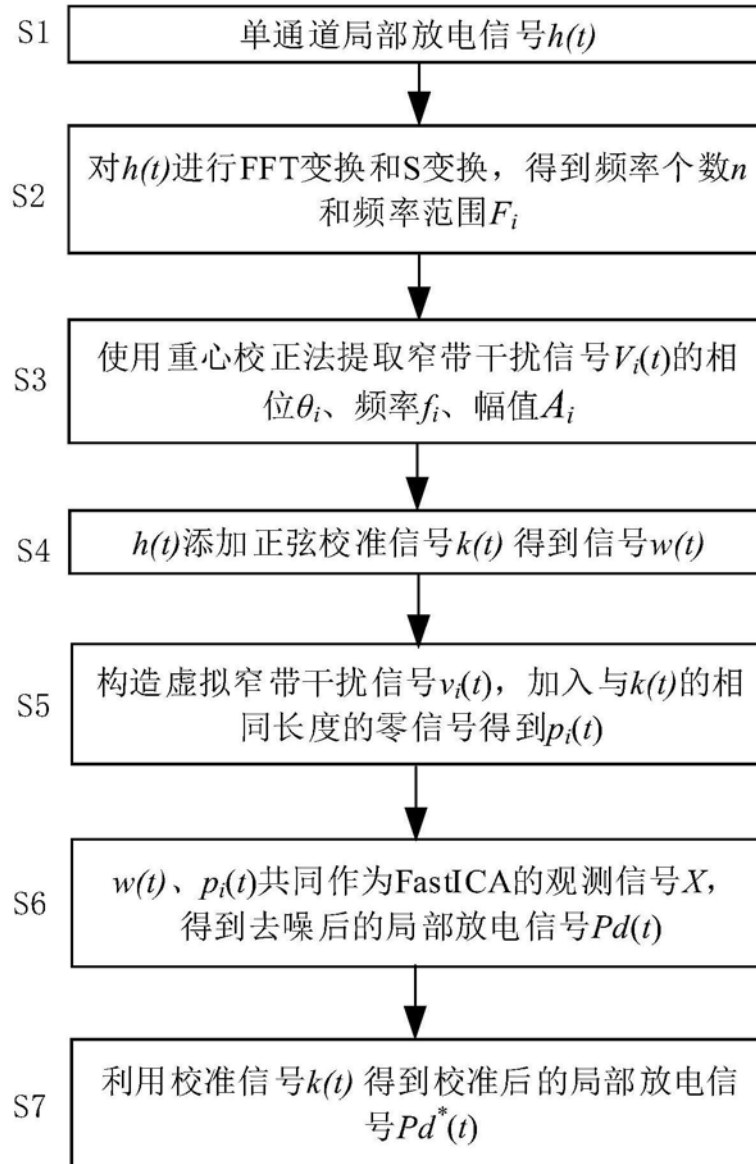 S1
单通道局部放电信号h(t)
S2
对h(t)进行FFT变换和S变换，得到频率个数n
和频率范围Fi
S3
使用重心校正法提取窄带干扰信号Vi(t)的相
位θi、频率fi、幅值Ai
S4
h(t)添加正弦校准信号k(t) 得到信号w(t)
S5
构造虚拟窄带干扰信号vi(t)，加入与k(t)的相
同长度的零信号得到pi(t)
S6
w(t)、pi(t)共同作为FastICA的观测信号X，
得到去噪后的局部放电信号Pd(t)
S7
利用校准信号k(t) 得到校准后的局部放电信
号Pd*(t)